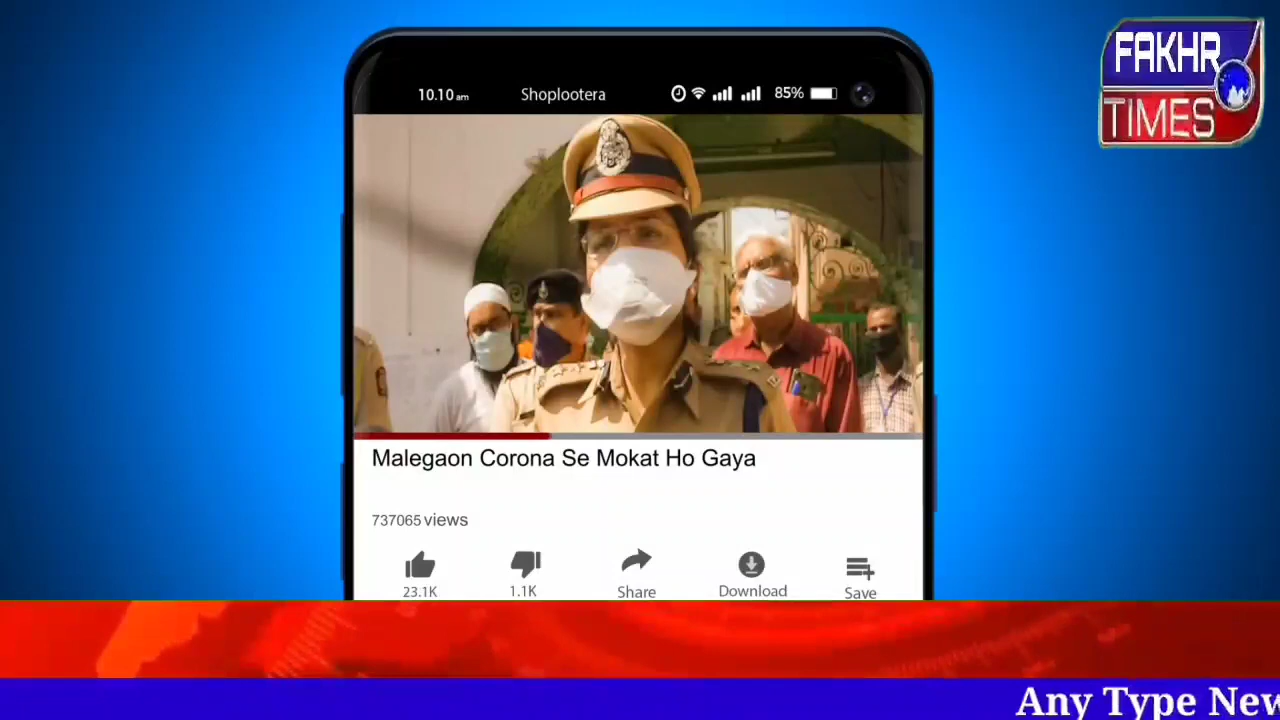 FAKHR
TIMES
10.10 am
Shoplootera
85%
Malegaon Corona Se Mokat Ho Gaya
737065 views
23.1K
1.1K
Share
Download
Save
Any Type New